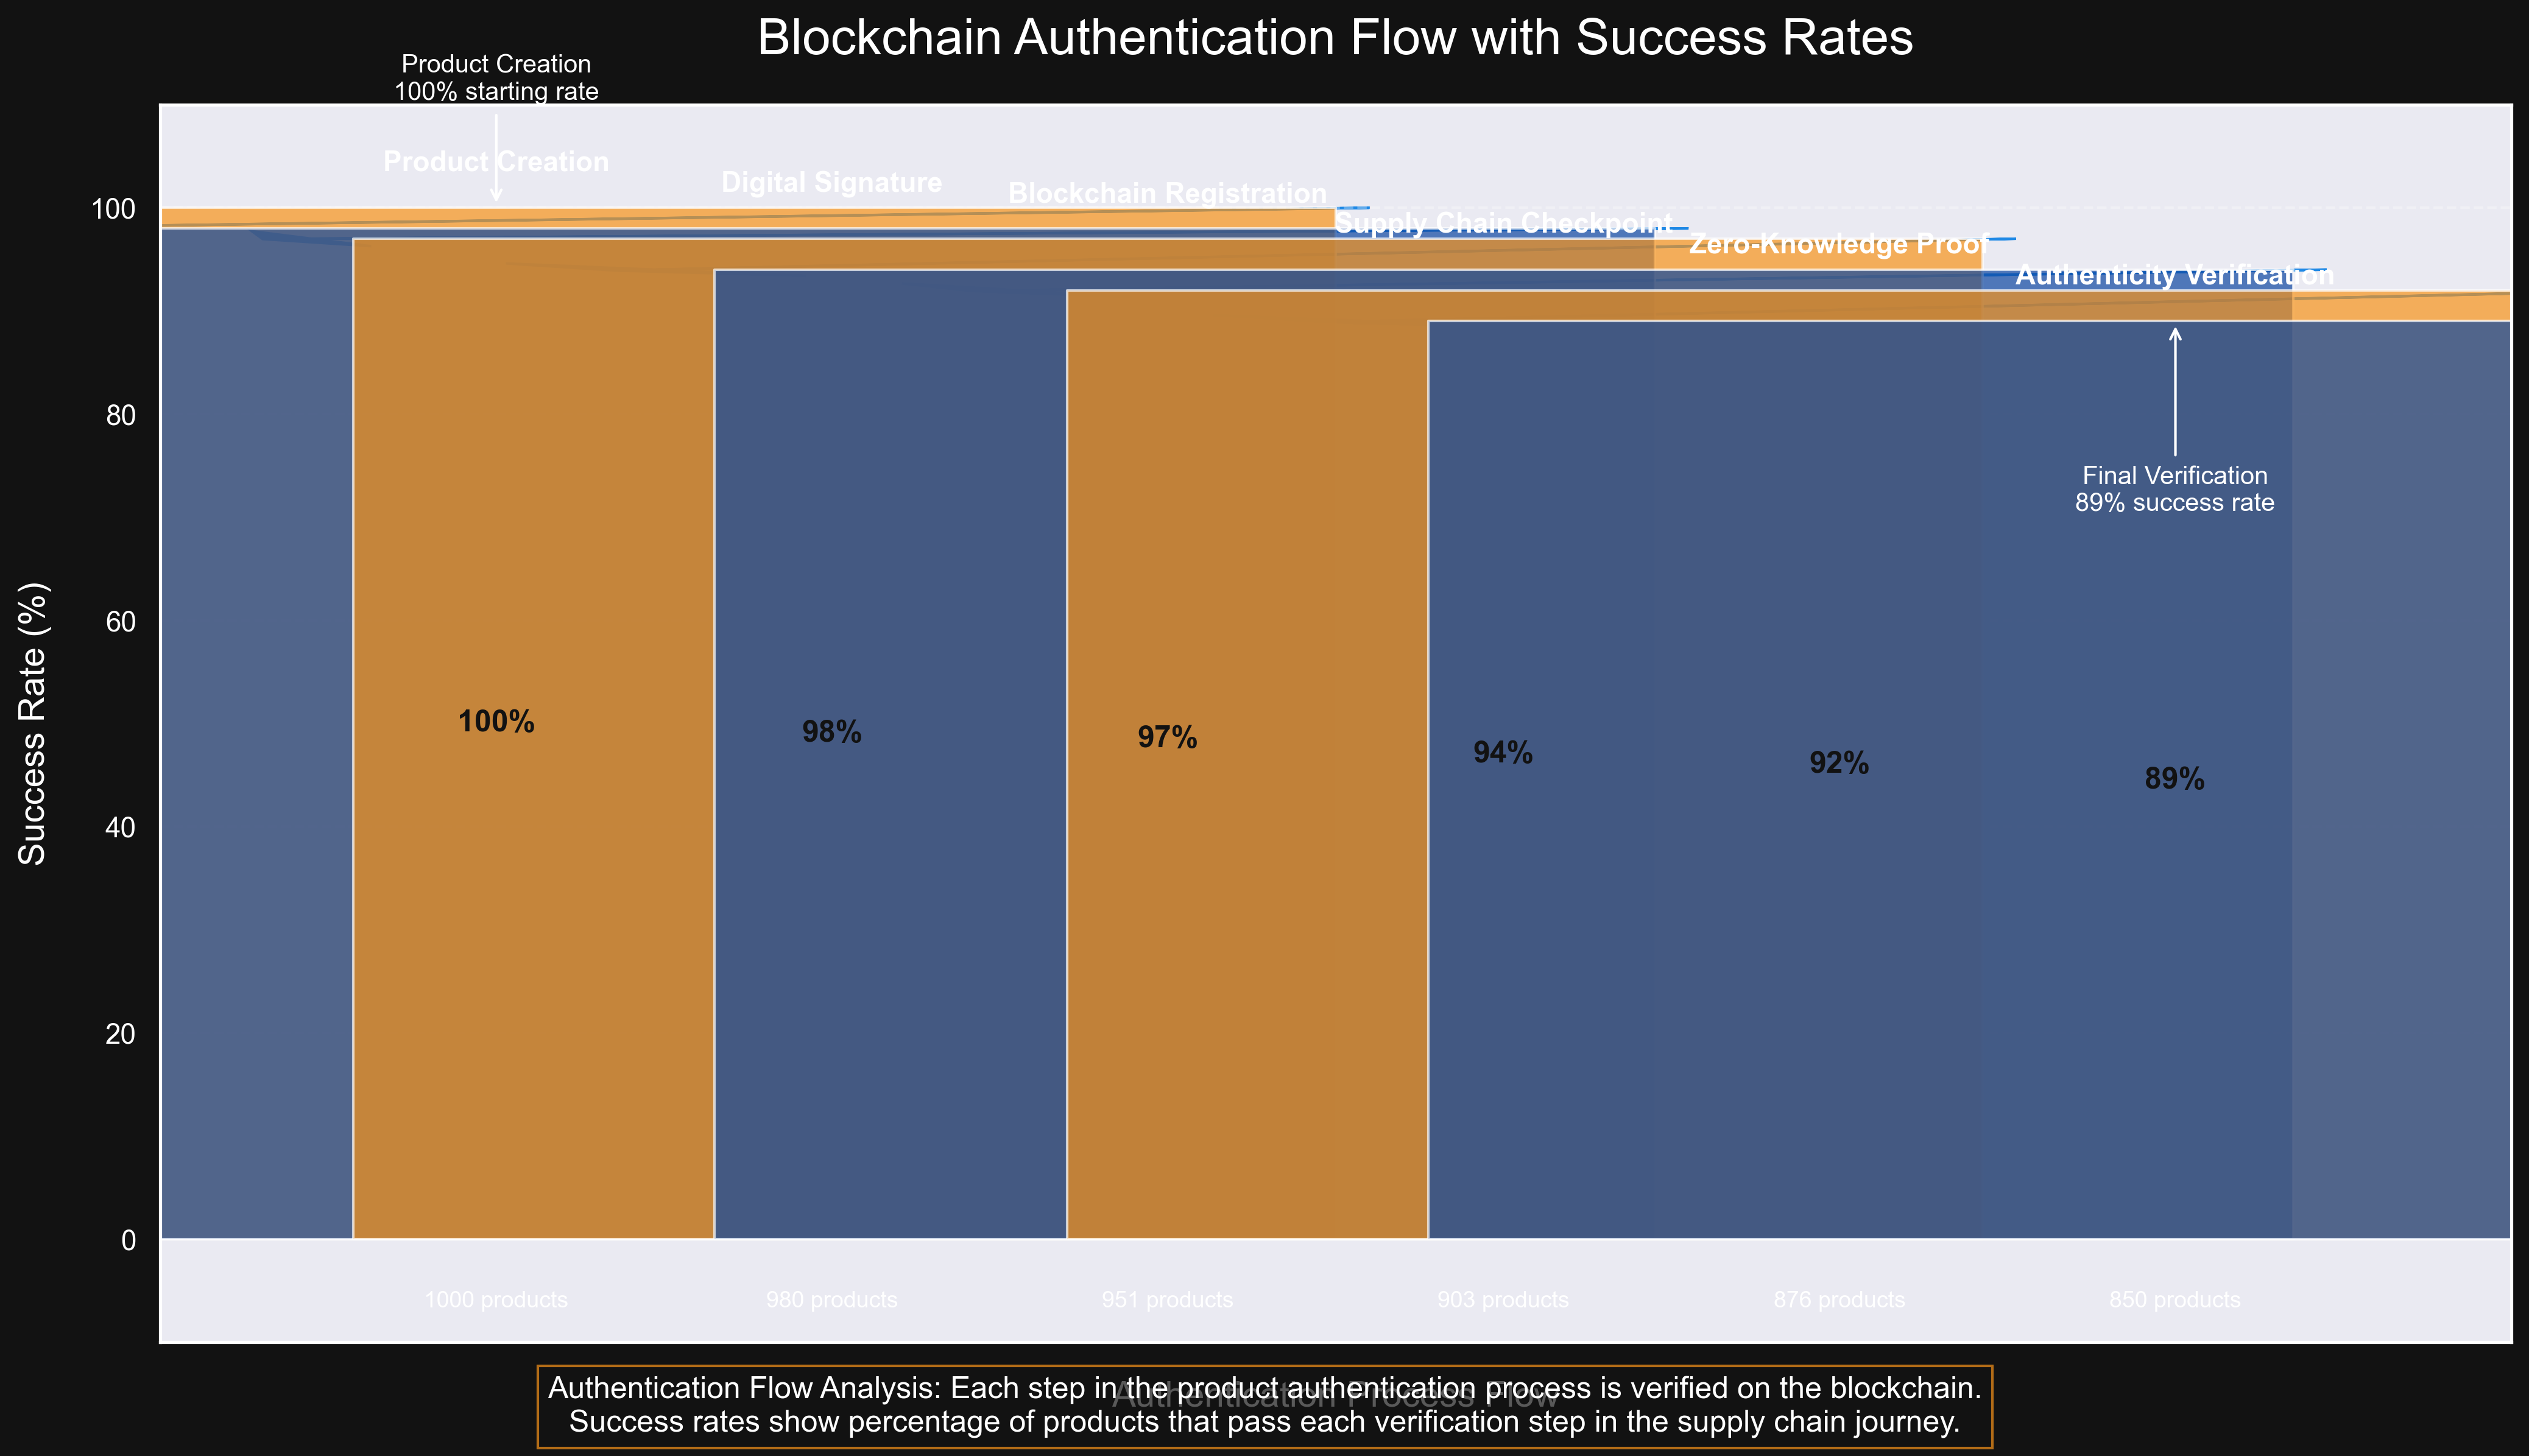 Blockchain Authentication Flow with Success Rates
Product Creation
100% starting rate
Product Creation
Digital Signature
Blockchain Registration
Supply Chain Checkpoint
Zero-Knowledge Proof
Authenticity Verification
100
80
60
40
20
0
Success Rate (%)
Final Verification
89% success rate
100%
98%
97%
94%
92%
89%
1000 products
980 products
951 products
903 products
876 products
850 products
Authentication Process Flow
Authentication Flow Analysis: Each step in the product authentication process is verified on the blockchain.
Success rates show percentage of products that pass each verification step in the supply chain journey.